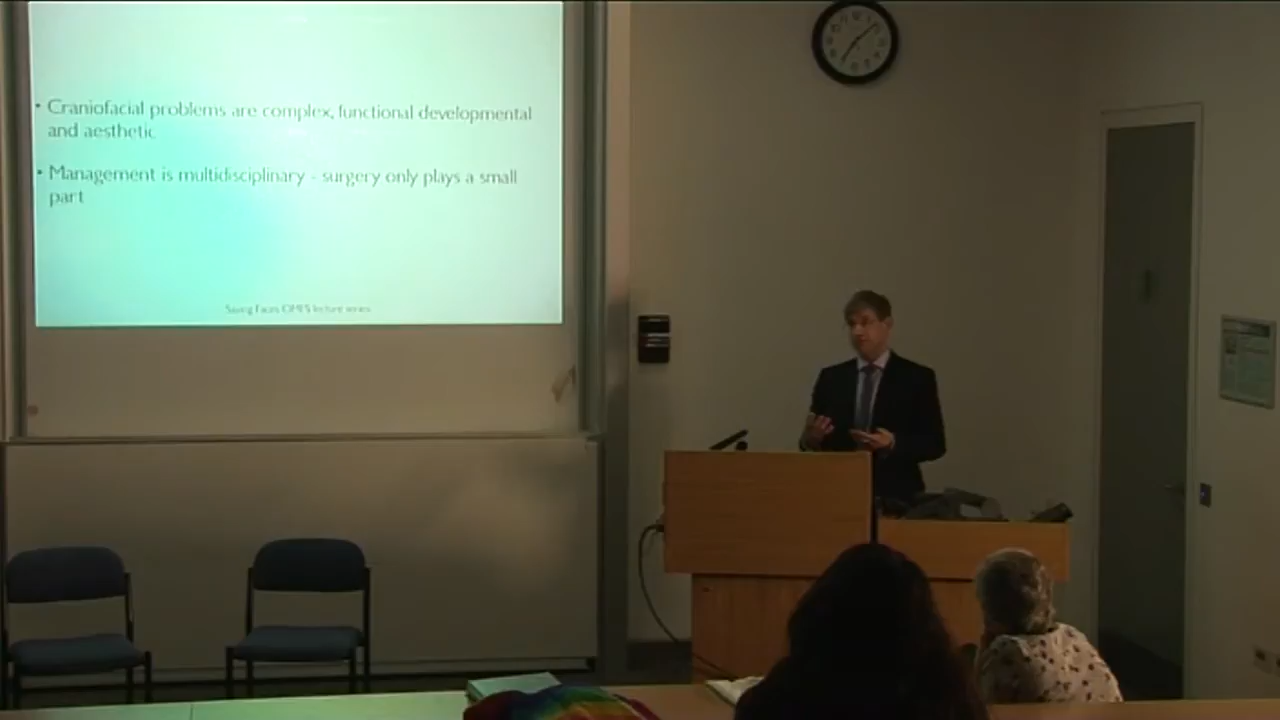 • Craniofacial problems are complex, functional developmental
and aesthetic
• Management is multidisciplinary - surgery only plays a small
part
Saving Faces OMFS lecture series